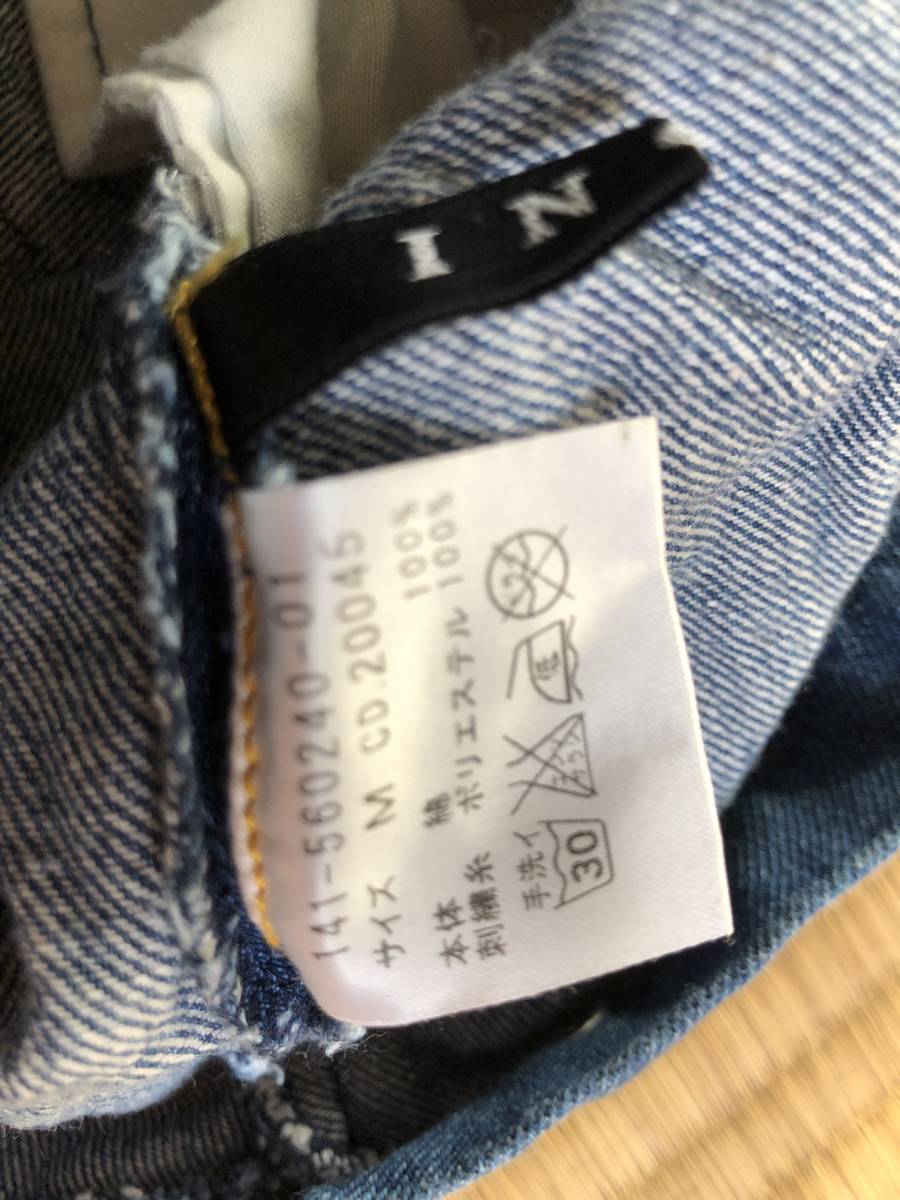 I N
141-560240-01
サイズ M CD.20045
本体 綿 100%
刺繍糸 ポリエステル 100%
手洗イ
30
低